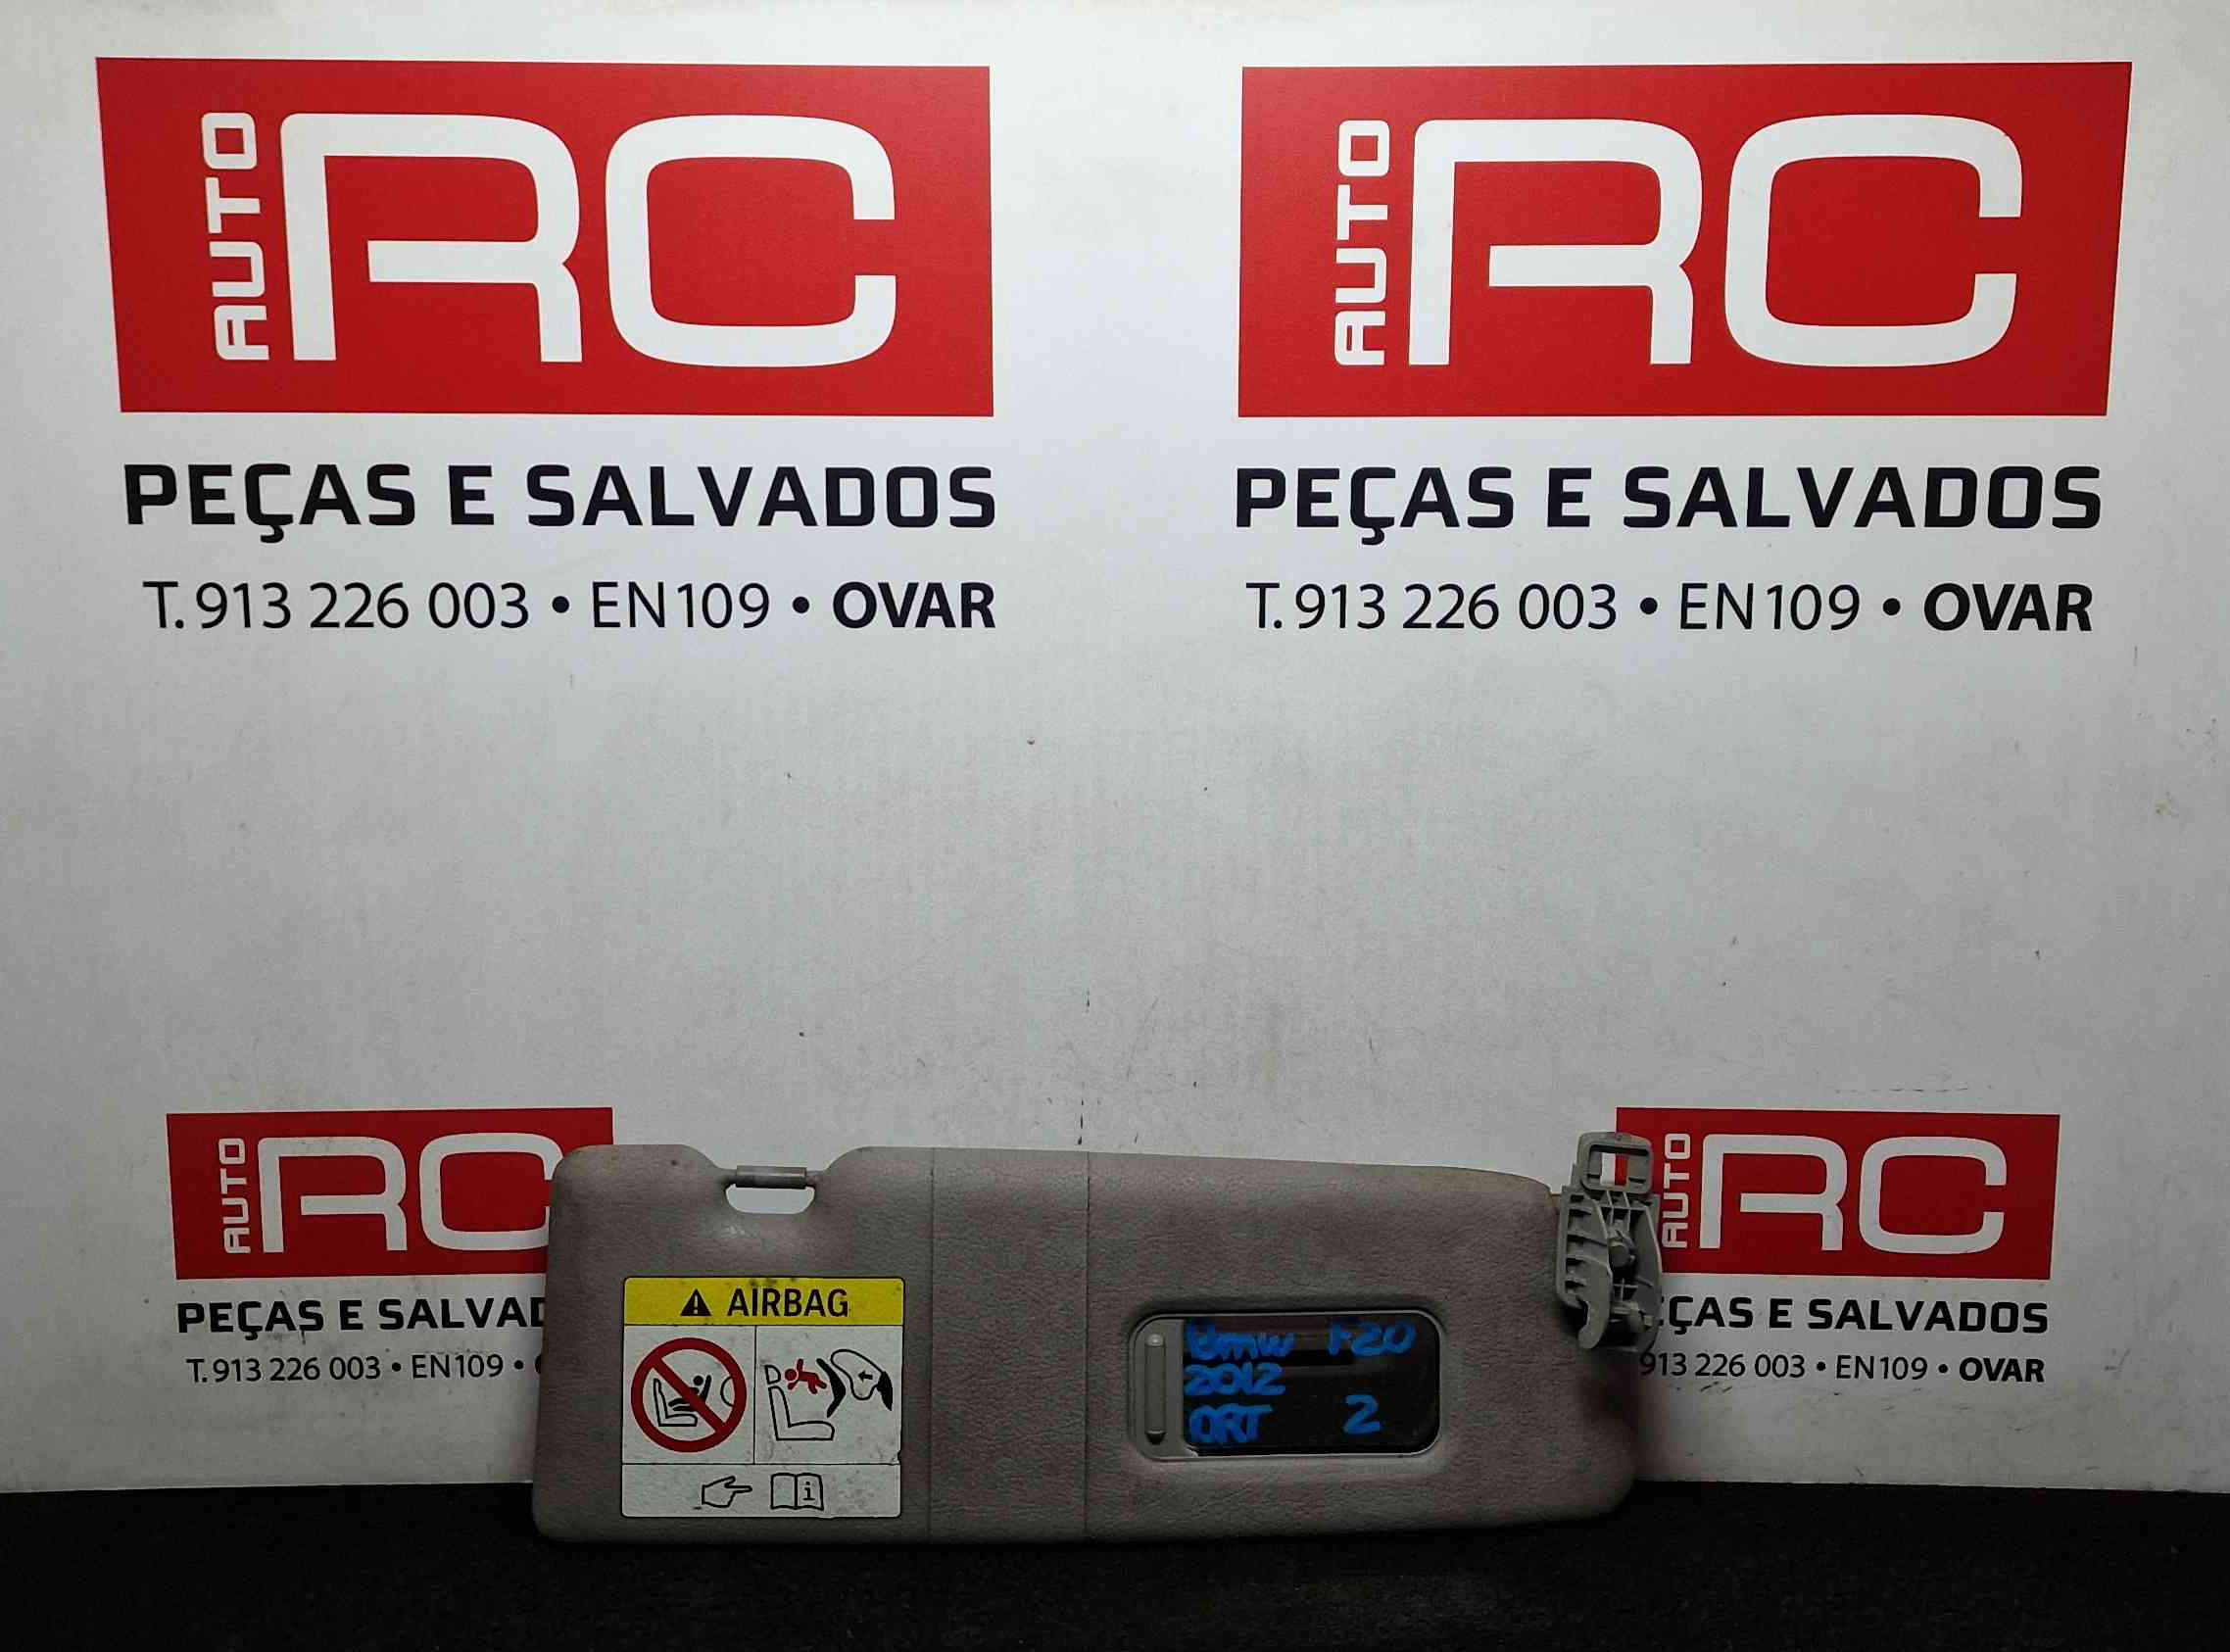 AUTO RC
PEÇAS E SALVADOS
T. 913 226 003 • EN109 • OVAR
AUTO RC
PEÇAS E SALVADOS
T. 913 226 003 • EN109 • OVAR
AUTO RC
PEÇAS E SALVAD
T. 913 226 003 • EN109 •
AUTO RC
ÇAS E SALVADOS
913 226 003 • EN109 • OVAR
AIRBAG
i
Bmw F20
2012
DRT 2